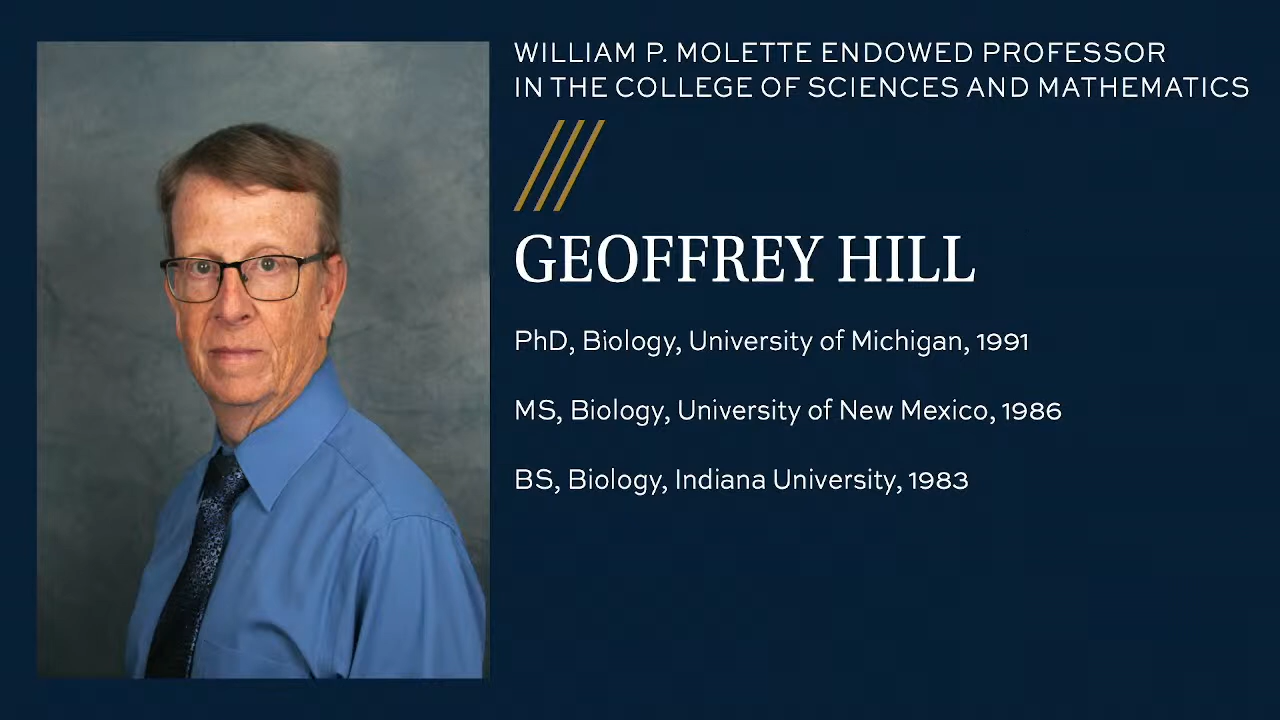 WILLIAM P. MOLETTE ENDOWED PROFESSOR
IN THE COLLEGE OF SCIENCES AND MATHEMATICS
GEOFFREY HILL
PhD, Biology, University of Michigan, 1991
MS, Biology, University of New Mexico, 1986
BS, Biology, Indiana University, 1983